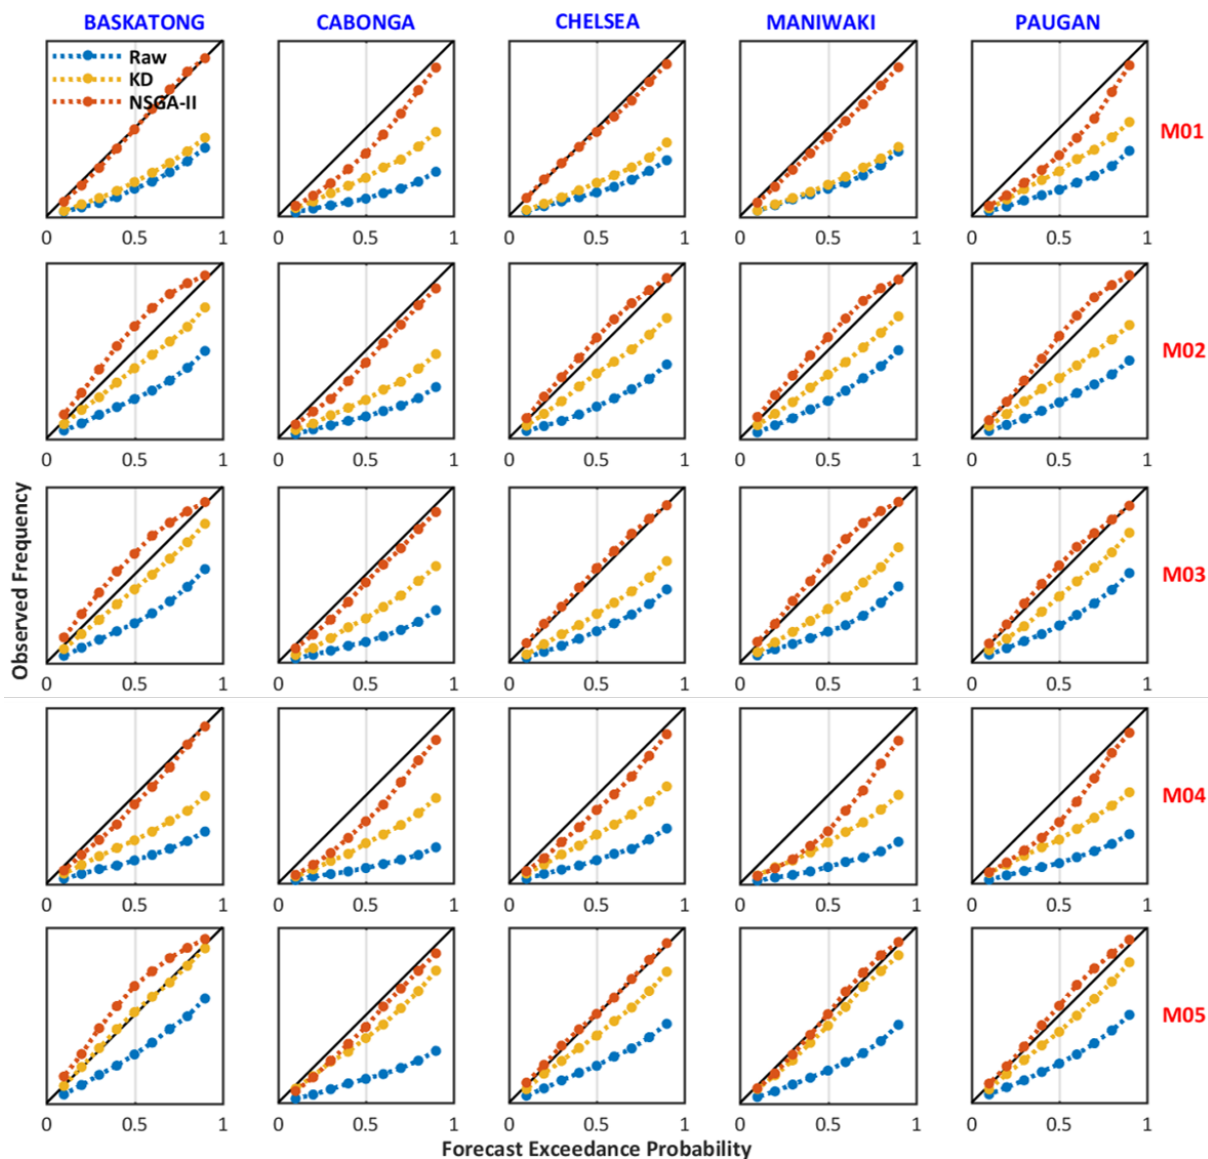 BASKATONG CABONGA CHELSEA MANIWAKI PAUGAN
Raw
KD
NSGA-II
M01
0 0.5 1 0 0.5 1 0 0.5 1 0 0.5 1 0 0.5 1
M02
0 0.5 1 0 0.5 1 0 0.5 1 0 0.5 1 0 0.5 1
Observed Frequency
M03
0 0.5 1 0 0.5 1 0 0.5 1 0 0.5 1 0 0.5 1
M04
0 0.5 1 0 0.5 1 0 0.5 1 0 0.5 1 0 0.5 1
M05
0 0.5 1 0 0.5 1 0 0.5 1 0 0.5 1 0 0.5 1
Forecast Exceedance Probability